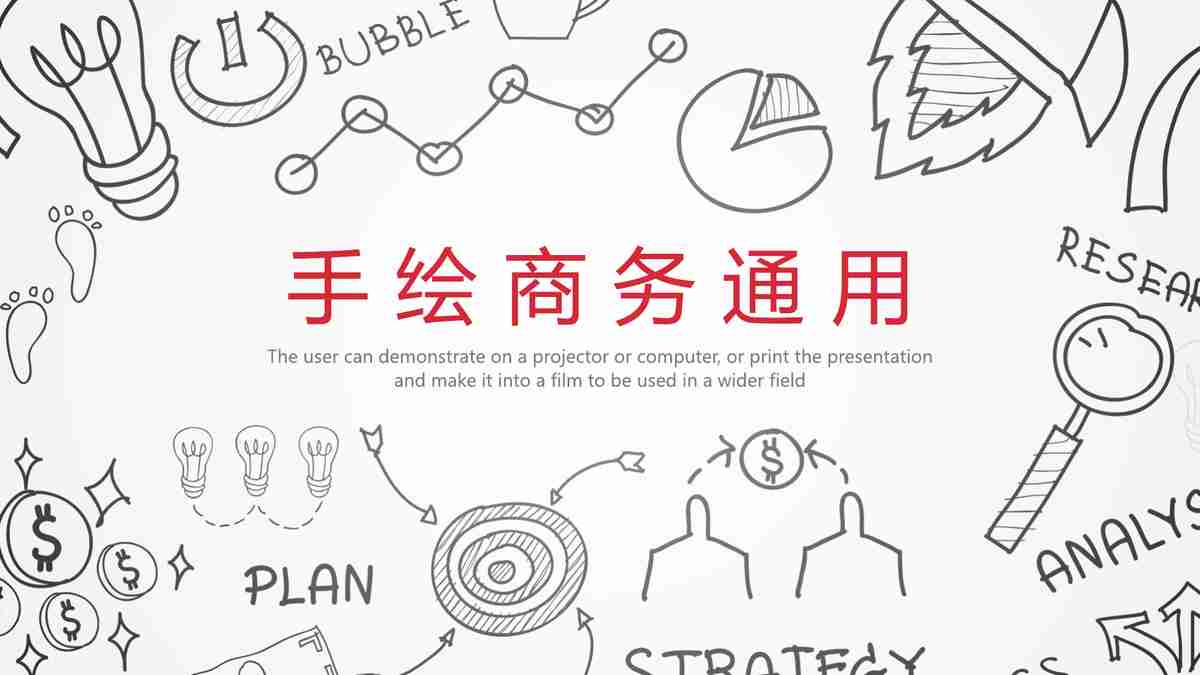 BUBBLE
手绘商务通用
RESEAR
The user can demonstrate on a projector or computer, or print the presentation
and make it into a film to be used in a wider field
$
$
$
$
PLAN
ANALYS
STRATEGY